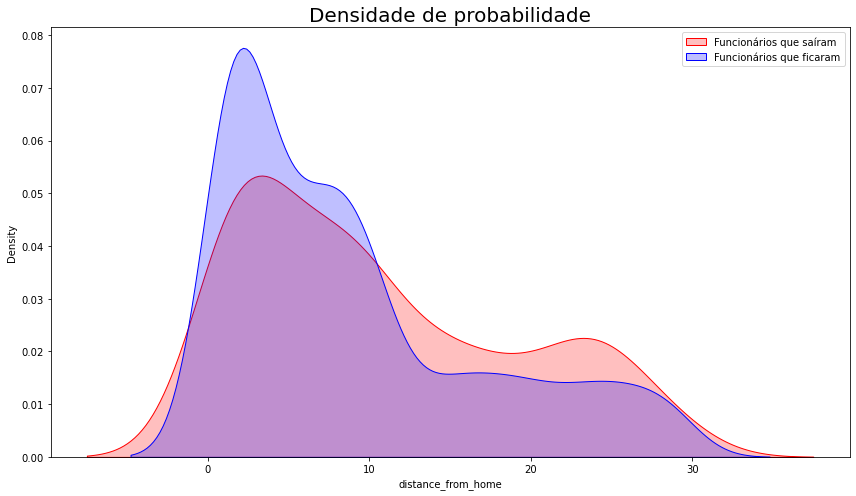 Densidade de probabilidade
Funcionários que saíram
Funcionários que ficaram
0.08
0.07
0.06
0.05
0.04
0.03
0.02
0.01
0.00
Density
0 10 20 30
distance_from_home